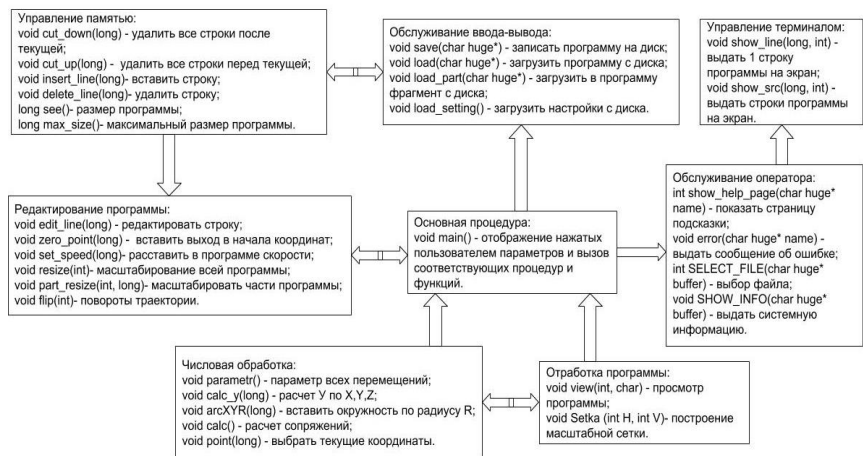 Управление памятью:
void cut_down(long) - удалить все строки после
текущей;
void cut_up(long) - удалить все строки перед текущей;
void insert_line(long)- вставить строку;
void delete_line(long)- удалить строку;
long see()- размер программы;
long max_size()- максимальный размер программы.
Обслуживание ввода-вывода:
void save(char huge*) - записать программу на диск;
void load(char huge*) - загрузить программу с диска;
void load_part(char huge*) - загрузить в программу
фрагмент с диска;
void load_setting() - загрузить настройки с диска.
Управление терминалом:
void show_line(long, int) -
выдать 1 строку
программы на экран;
void show_src(long, int) -
выдать строки программы
на экран.
Редактирование программы:
void edit_line(long) - редактировать строку;
void zero_point(long) - вставить выход в начала координат;
void set_speed(long) - расставить в программе скорости;
void resize(int)- масштабирование всей программы;
void part_resize(int, long)- масштабировать части программы;
void flip(int)- повороты траектории.
Основная процедура:
void main() - отображение нажатых
пользователем параметров и вызов
соответствующих процедур и
функций.
Обслуживание оператора:
int show_help_page(char huge*
name) - показать страницу
подсказки;
void error(char huge* name) -
выдать сообщение об ошибке;
int SELECT_FILE(char huge*
buffer) - выбор файла;
void SHOW_INFO(char huge*
buffer) - выдать системную
информацию.
Числовая обработка:
void parametr() - параметр всех перемещений;
void calc_y(long) - расчет У по X,Y,Z;
void arcXYR(long) - вставить окружность по радиусу R;
void calc() - расчет сопряжений;
void point(long) - выбрать текущие координаты.
Отработка программы:
void view(int, char) - просмотр
программы;
void Setka (int H, int V)- построение
масштабной сетки.